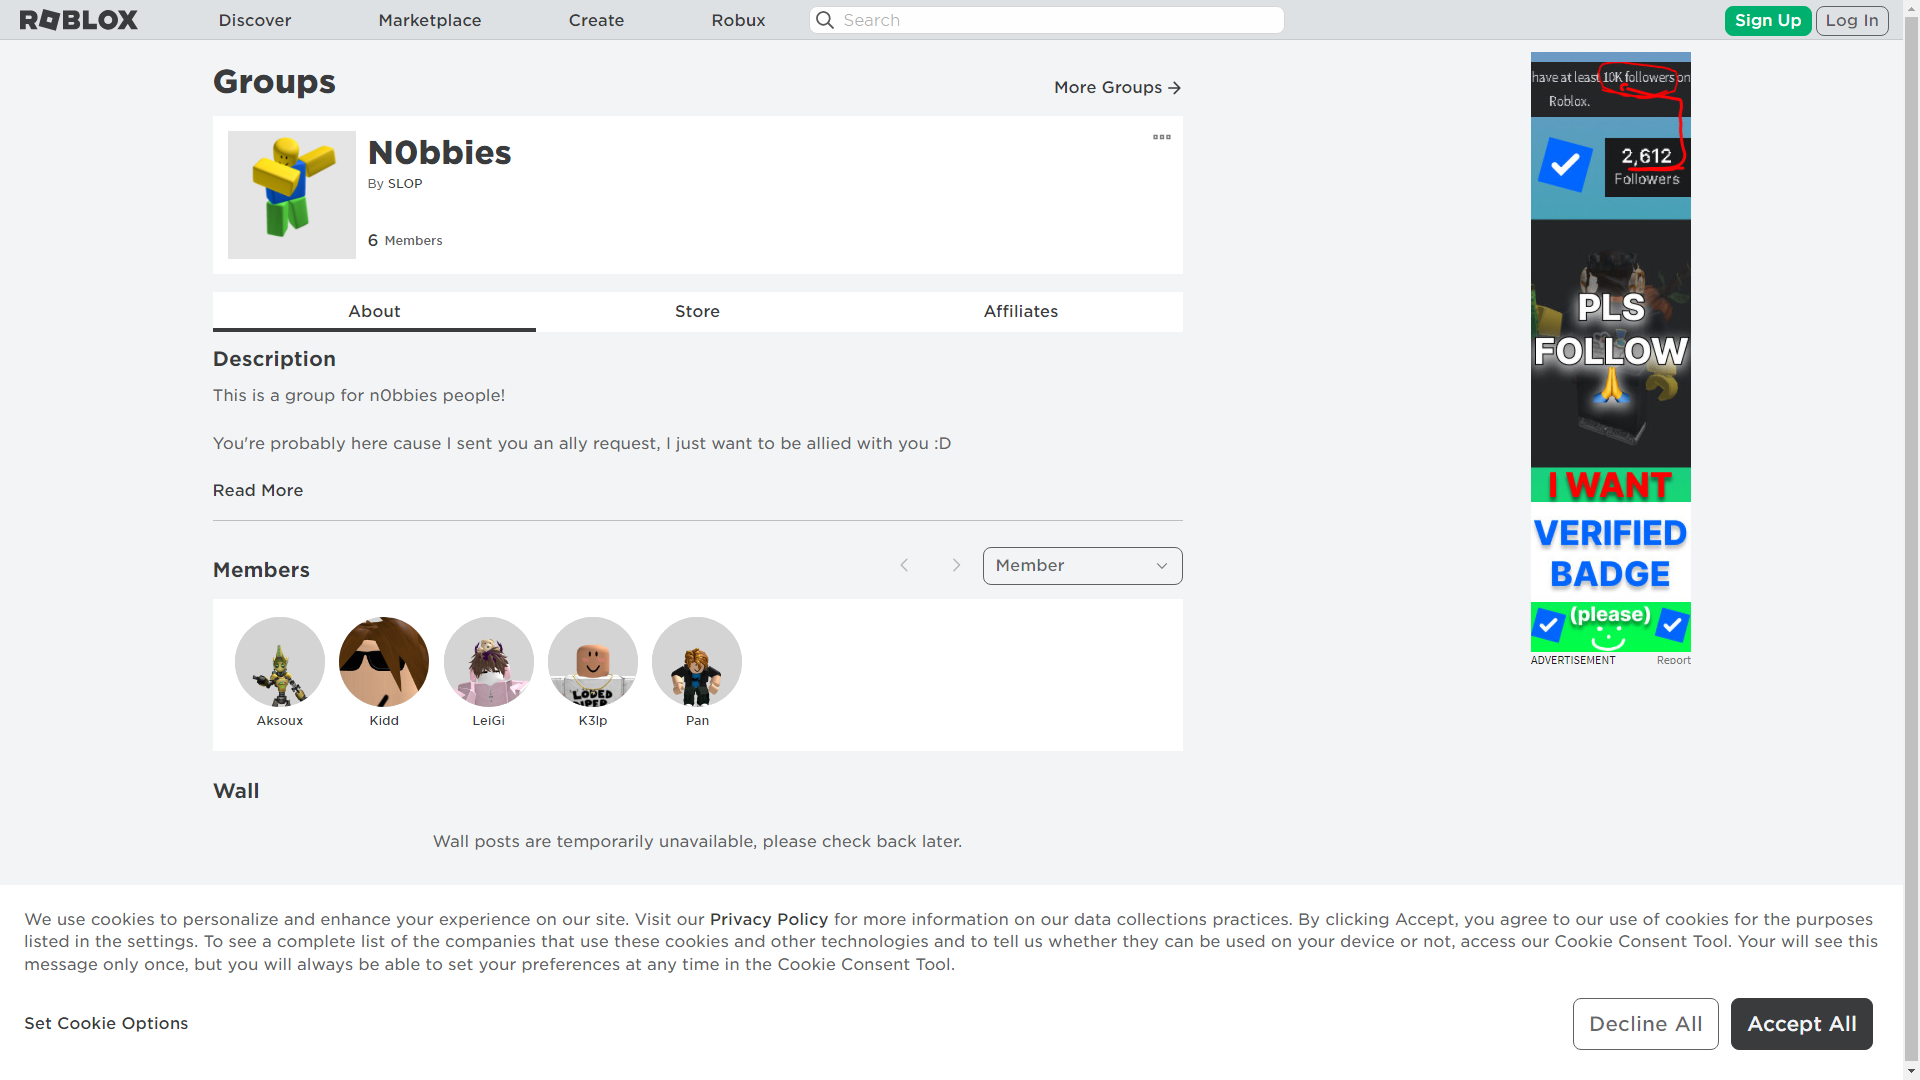 ROBLOX
Discover
Marketplace
Create
Robux
Search
Sign Up
Log In
Groups
More Groups
N0bbies
By SLOP
6 Members
About
Store
Affiliates
Description
This is a group for n0bbies people!
You're probably here cause I sent you an ally request, I just want to be allied with you :D
Read More
Members
Member
Aksoux
Kidd
LeiGi
K3lp
Pan
Wall
Wall posts are temporarily unavailable, please check back later.
have at least 10K followers on
Roblox.
2,612
Followers
PLS
FOLLOW
I WANT
VERIFIED
BADGE
(please)
ADVERTISEMENT
Report
We use cookies to personalize and enhance your experience on our site. Visit our Privacy Policy for more information on our data collections practices. By clicking Accept, you agree to our use of cookies for the purposes
listed in the settings. To see a complete list of the companies that use these cookies and other technologies and to tell us whether they can be used on your device or not, access our Cookie Consent Tool. Your will see this
message only once, but you will always be able to set your preferences at any time in the Cookie Consent Tool.
Set Cookie Options
Decline All
Accept All